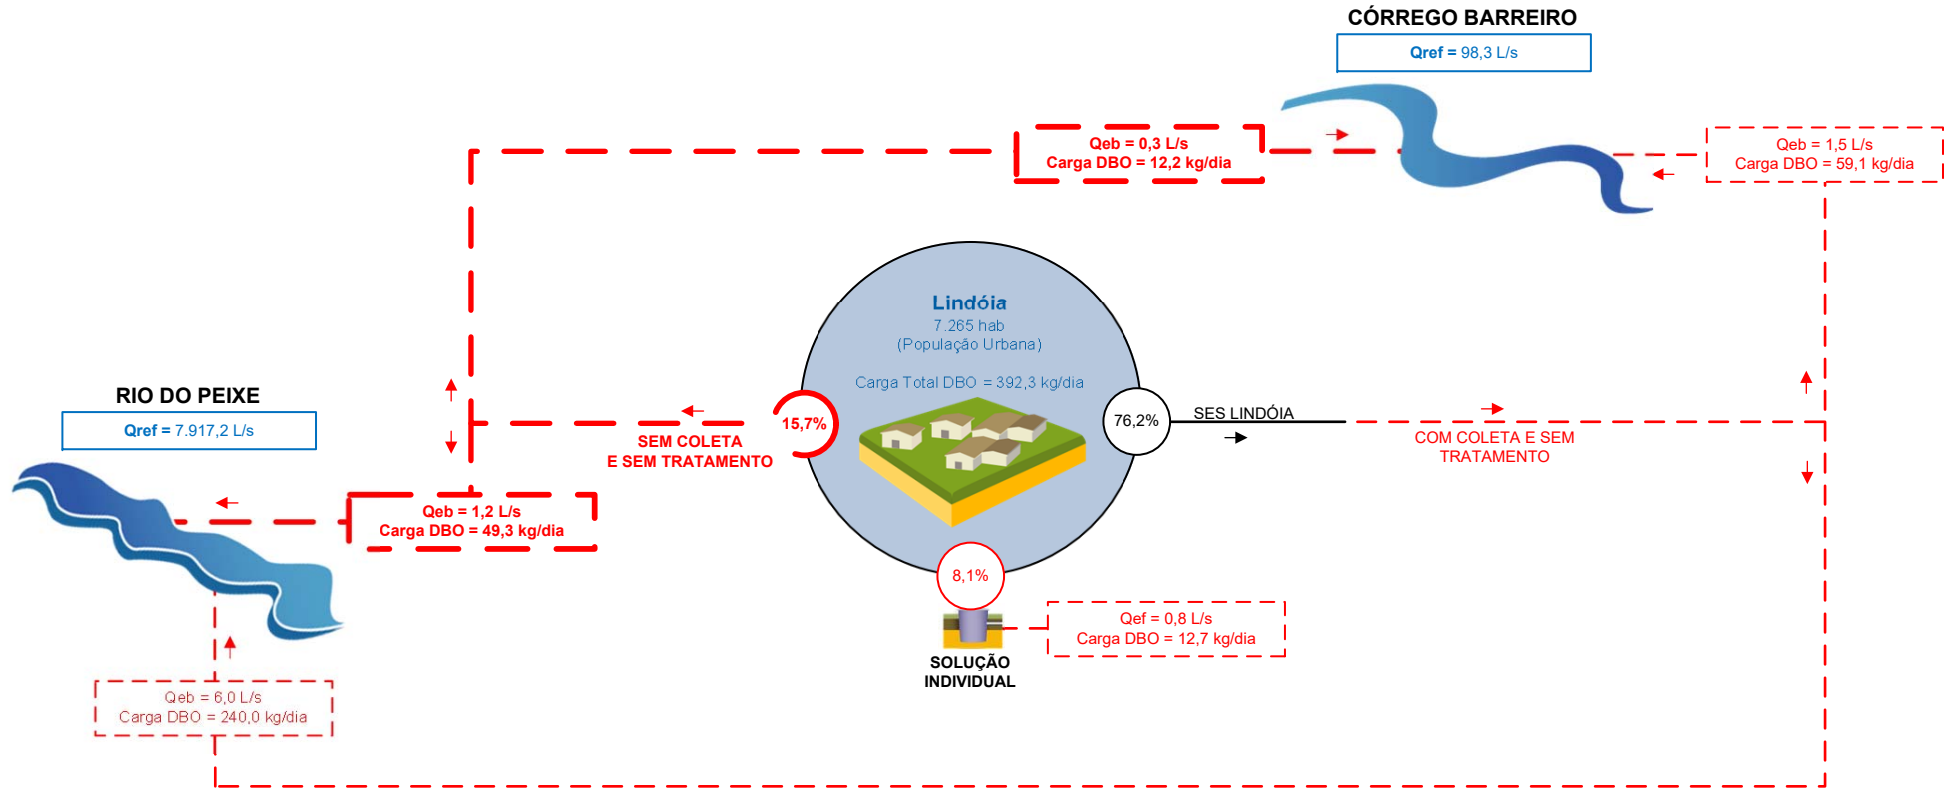 CÓRREGO BARREIRO
Qref = 98,3 L/s
Qeb = 0,3 L/s
Carga DBO = 12,2 kg/dia
Qeb = 1,5 L/s
Carga DBO = 59,1 kg/dia
Lindóia
7.265 hab
(População Urbana)
Carga Total DBO = 392,3 kg/dia
RIO DO PEIXE
Qref = 7.917,2 L/s
15,7%
SEM COLETA
E SEM TRATAMENTO
76,2%
SES LINDÓIA
COM COLETA E SEM
TRATAMENTO
Qeb = 1,2 L/s
Carga DBO = 49,3 kg/dia
8,1%
Qef = 0,8 L/s
Carga DBO = 12,7 kg/dia
SOLUÇÃO
INDIVIDUAL
Qeb = 6,0 L/s
Carga DBO = 240,0 kg/dia